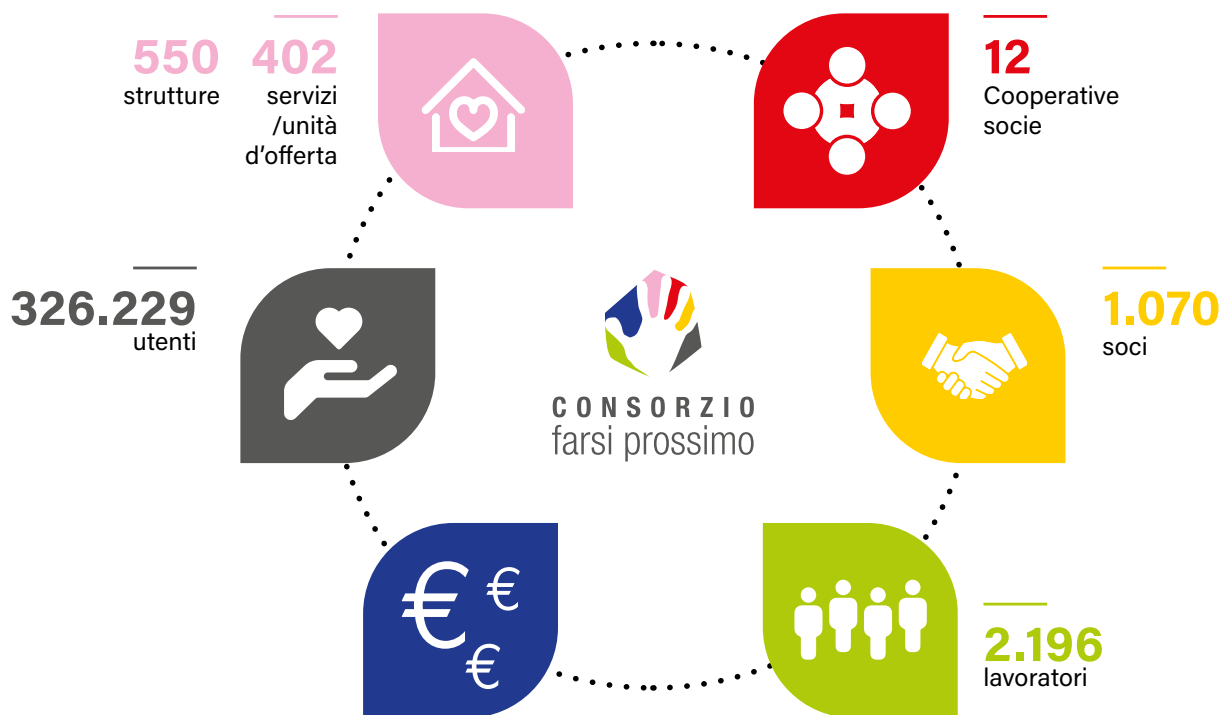 550
strutture
402
servizi
/unità
d'offerta
12
Cooperative
socie
326.229
utenti
CONSORZIO
farsi prossimo
1.070
soci
€ €
€
2.196
lavoratori